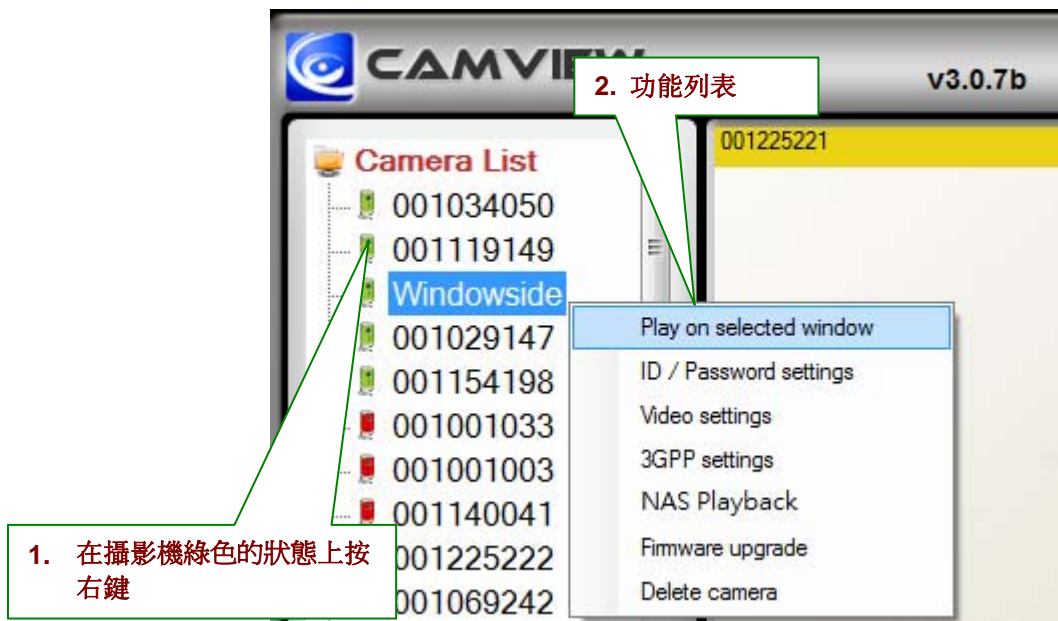 CAMVIEW
v3.0.7b
2. 功能列表
001225221
Camera List
001034050
001119149
Windowside
001029147
001154198
001001033
001001003
001140041
001225222
001069242
Play on selected window
ID / Password settings
Video settings
3GPP settings
NAS Playback
Firmware upgrade
Delete camera
1. 在攝影機綠色的狀態上按
右鍵